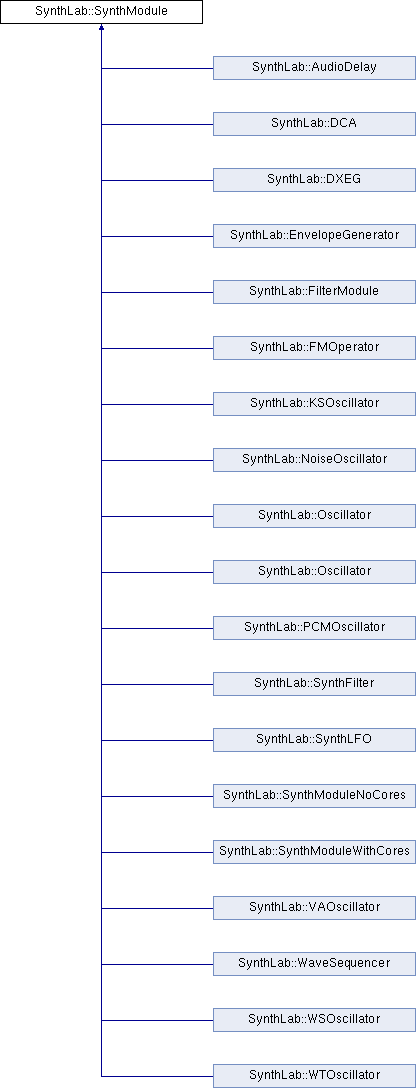 SynthLab::SynthModule
SynthLab::AudioDelay
SynthLab::DCA
SynthLab::DXEG
SynthLab::EnvelopeGenerator
SynthLab::FilterModule
SynthLab::FMOperator
SynthLab::KSOscillator
SynthLab::NoiseOscillator
SynthLab::Oscillator
SynthLab::Oscillator
SynthLab::PCMOscillator
SynthLab::SynthFilter
SynthLab::SynthLFO
SynthLab::SynthModuleNoCores
SynthLab::SynthModuleWithCores
SynthLab::VAOscillator
SynthLab::WaveSequencer
SynthLab::WSOscillator
SynthLab::WTOscillator